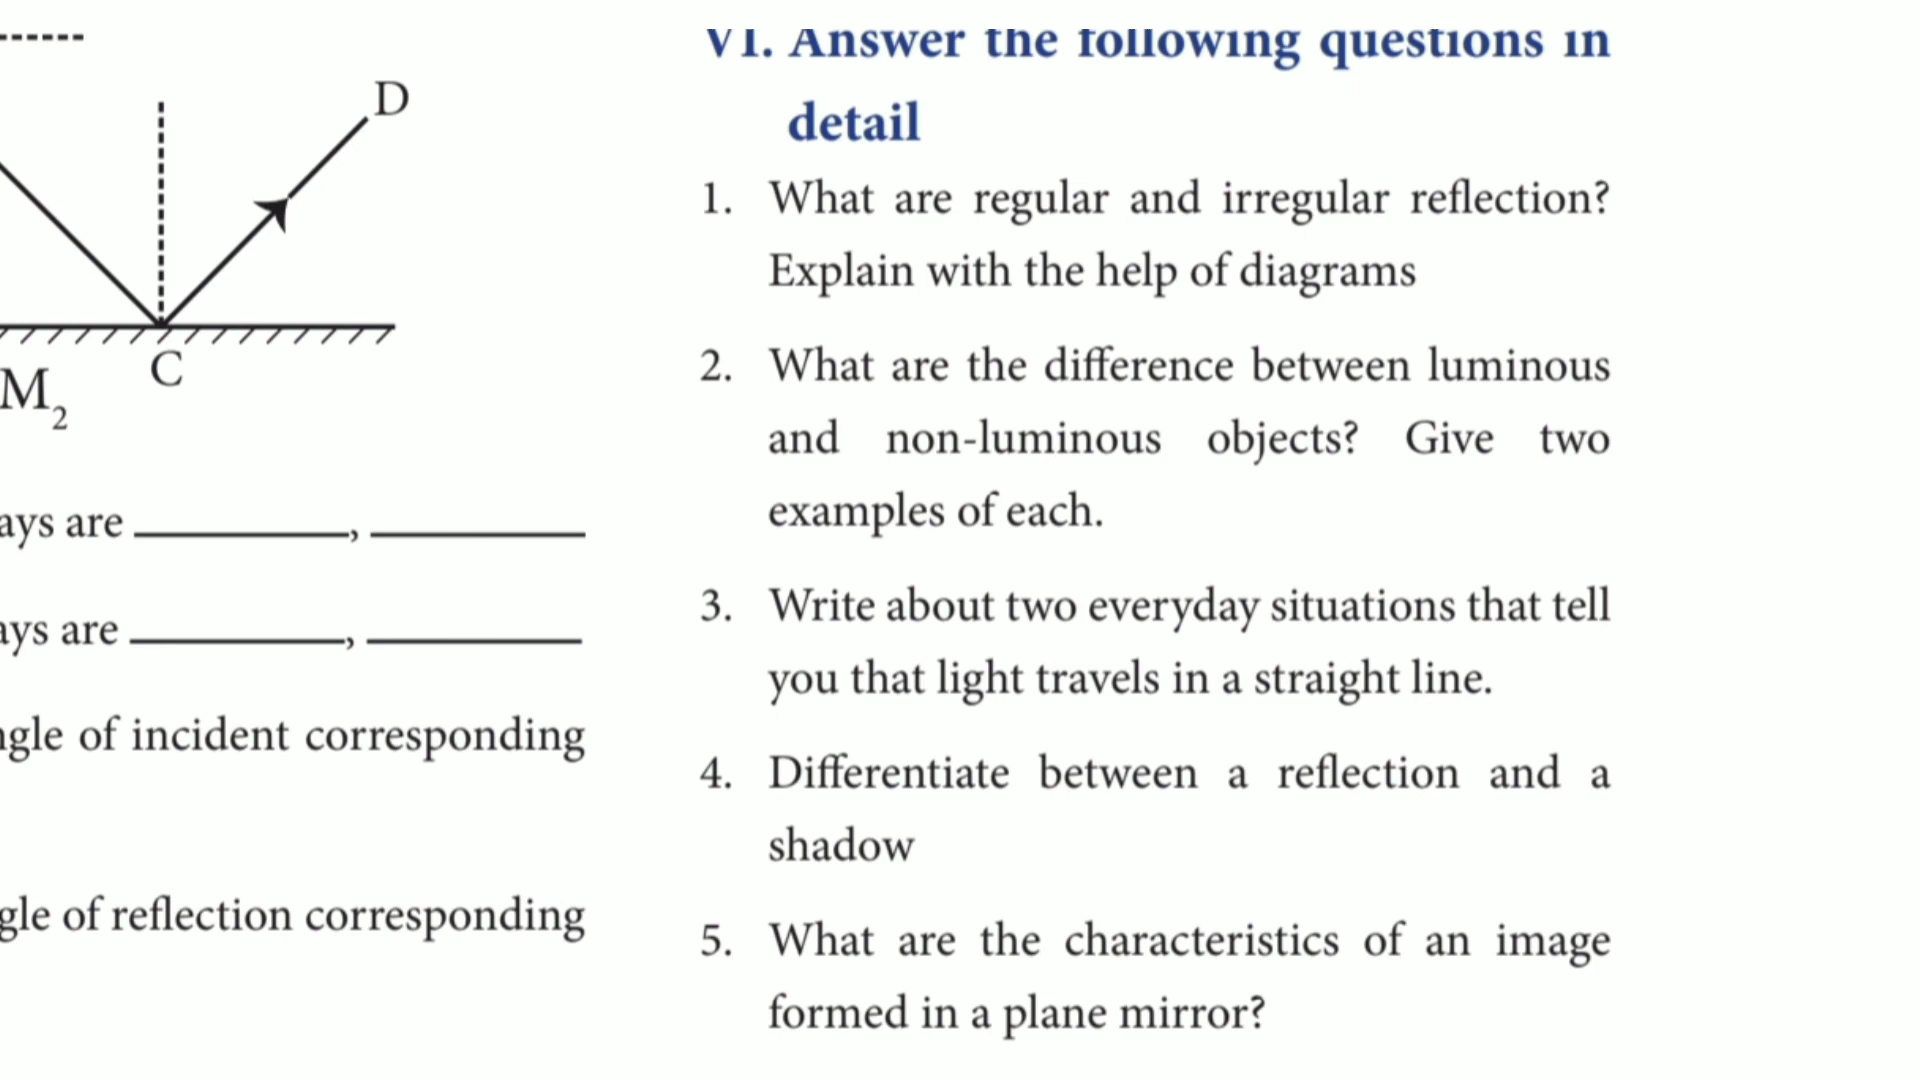 D
C
M2
ays are ________, ________
ays are ________, ________
gle of incident corresponding
gle of reflection corresponding
VI. Answer the following questions in
detail
1. What are regular and irregular reflection?
Explain with the help of diagrams
2. What are the difference between luminous
and non-luminous objects? Give two
examples of each.
3. Write about two everyday situations that tell
you that light travels in a straight line.
4. Differentiate between a reflection and a
shadow
5. What are the characteristics of an image
formed in a plane mirror?